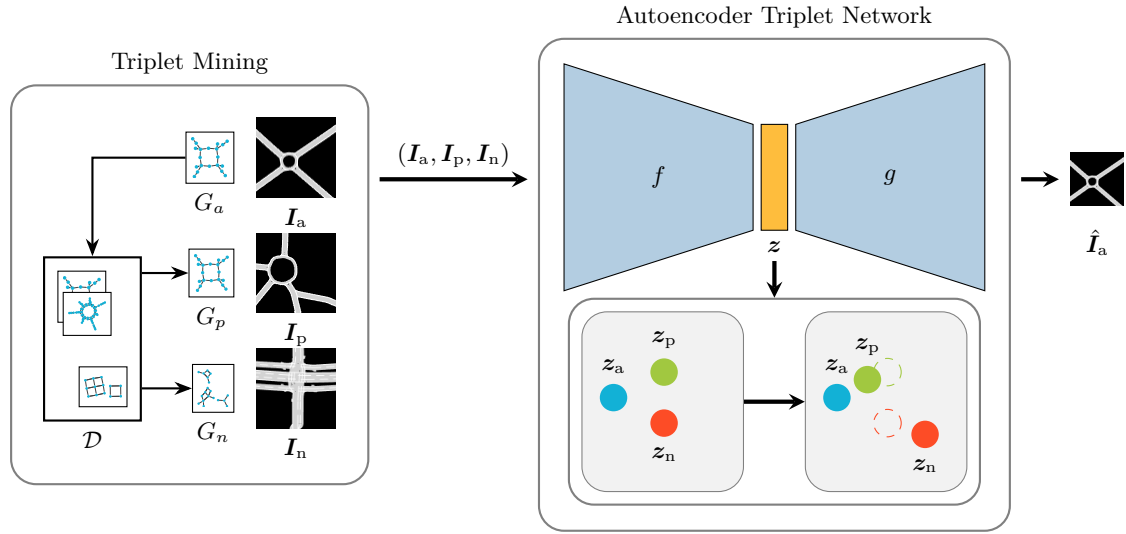 Triplet Mining
G_a
I_a
G_p
I_p
G_n
I_n
𝒟
(I_a, I_p, I_n)
Autoencoder Triplet Network
f
g
z
z_a
z_p
z_n
z_a
z_p
z_n
Î_a